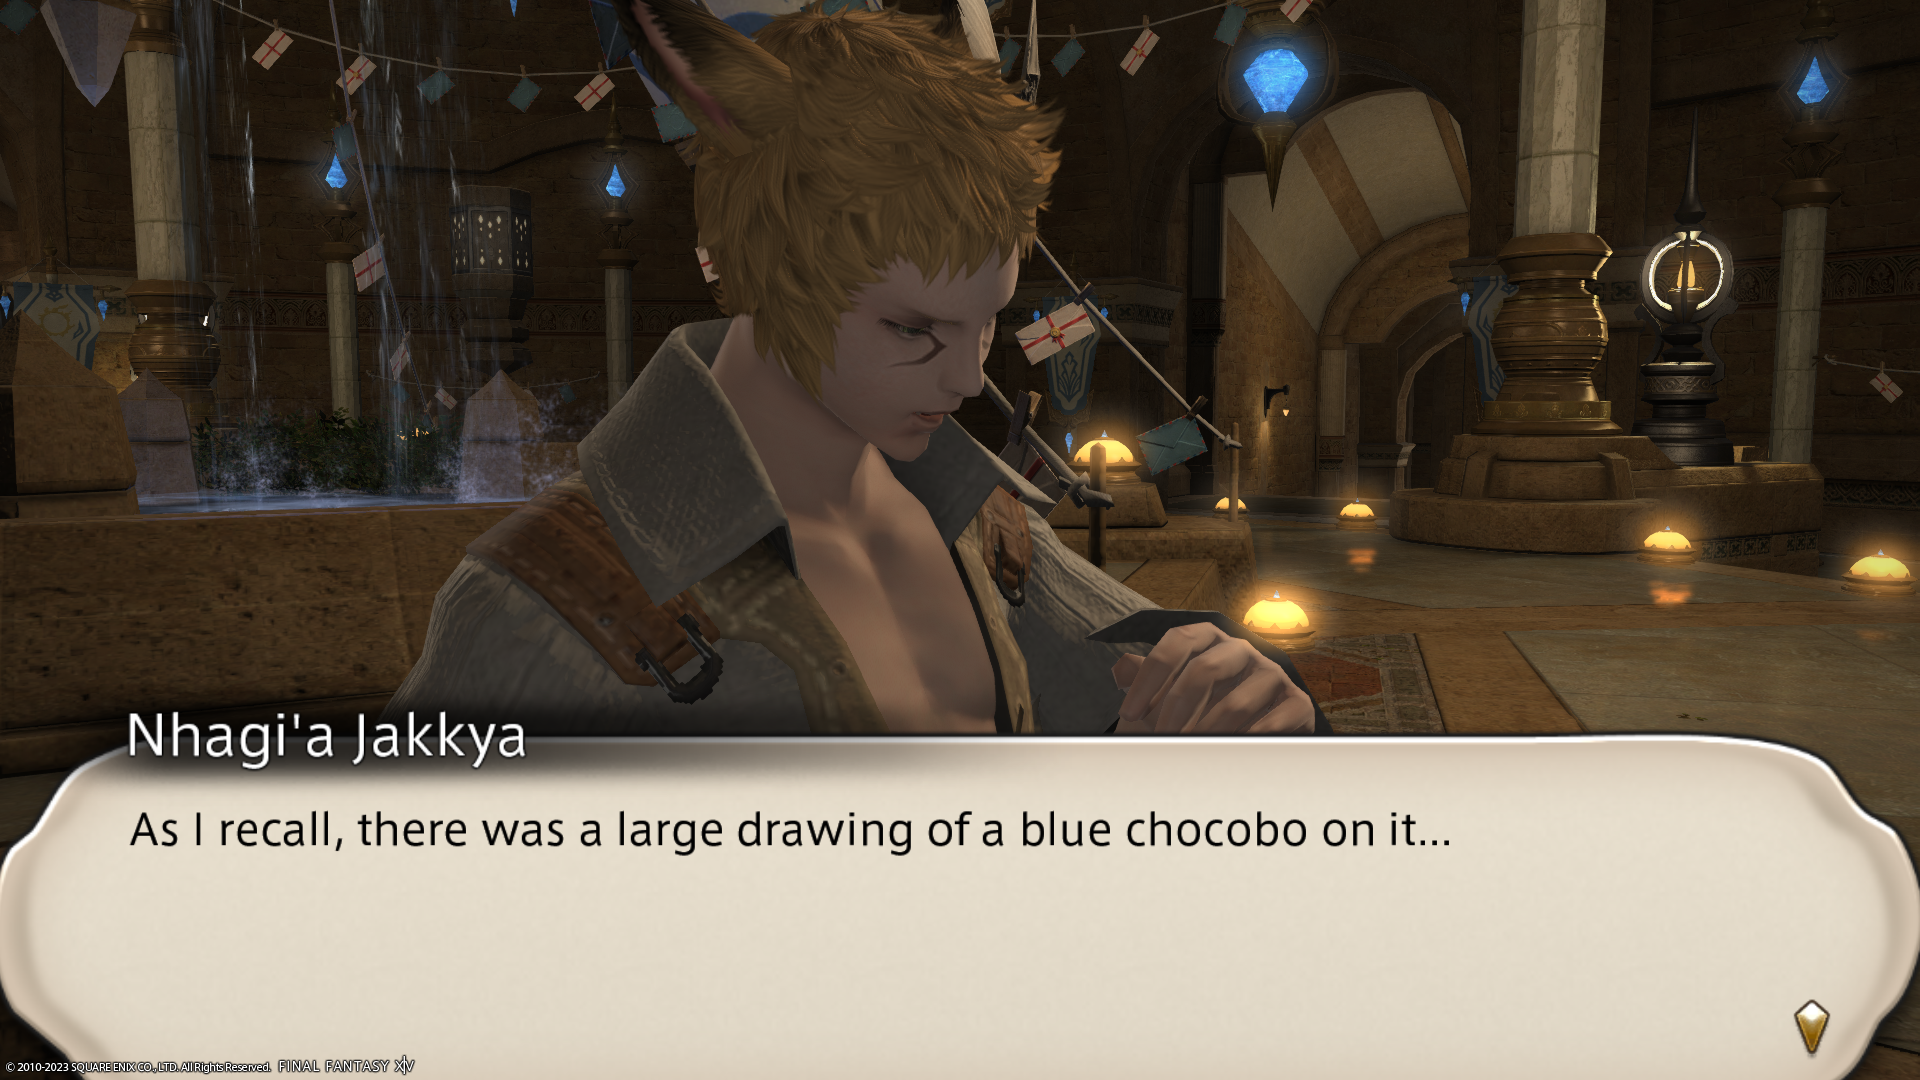 Nhagi'a Jakkya
As I recall, there was a large drawing of a blue chocobo on it...
© 2010-2023 SQUARE ENIX CO., LTD. All Rights Reserved. FINAL FANTASY XIV